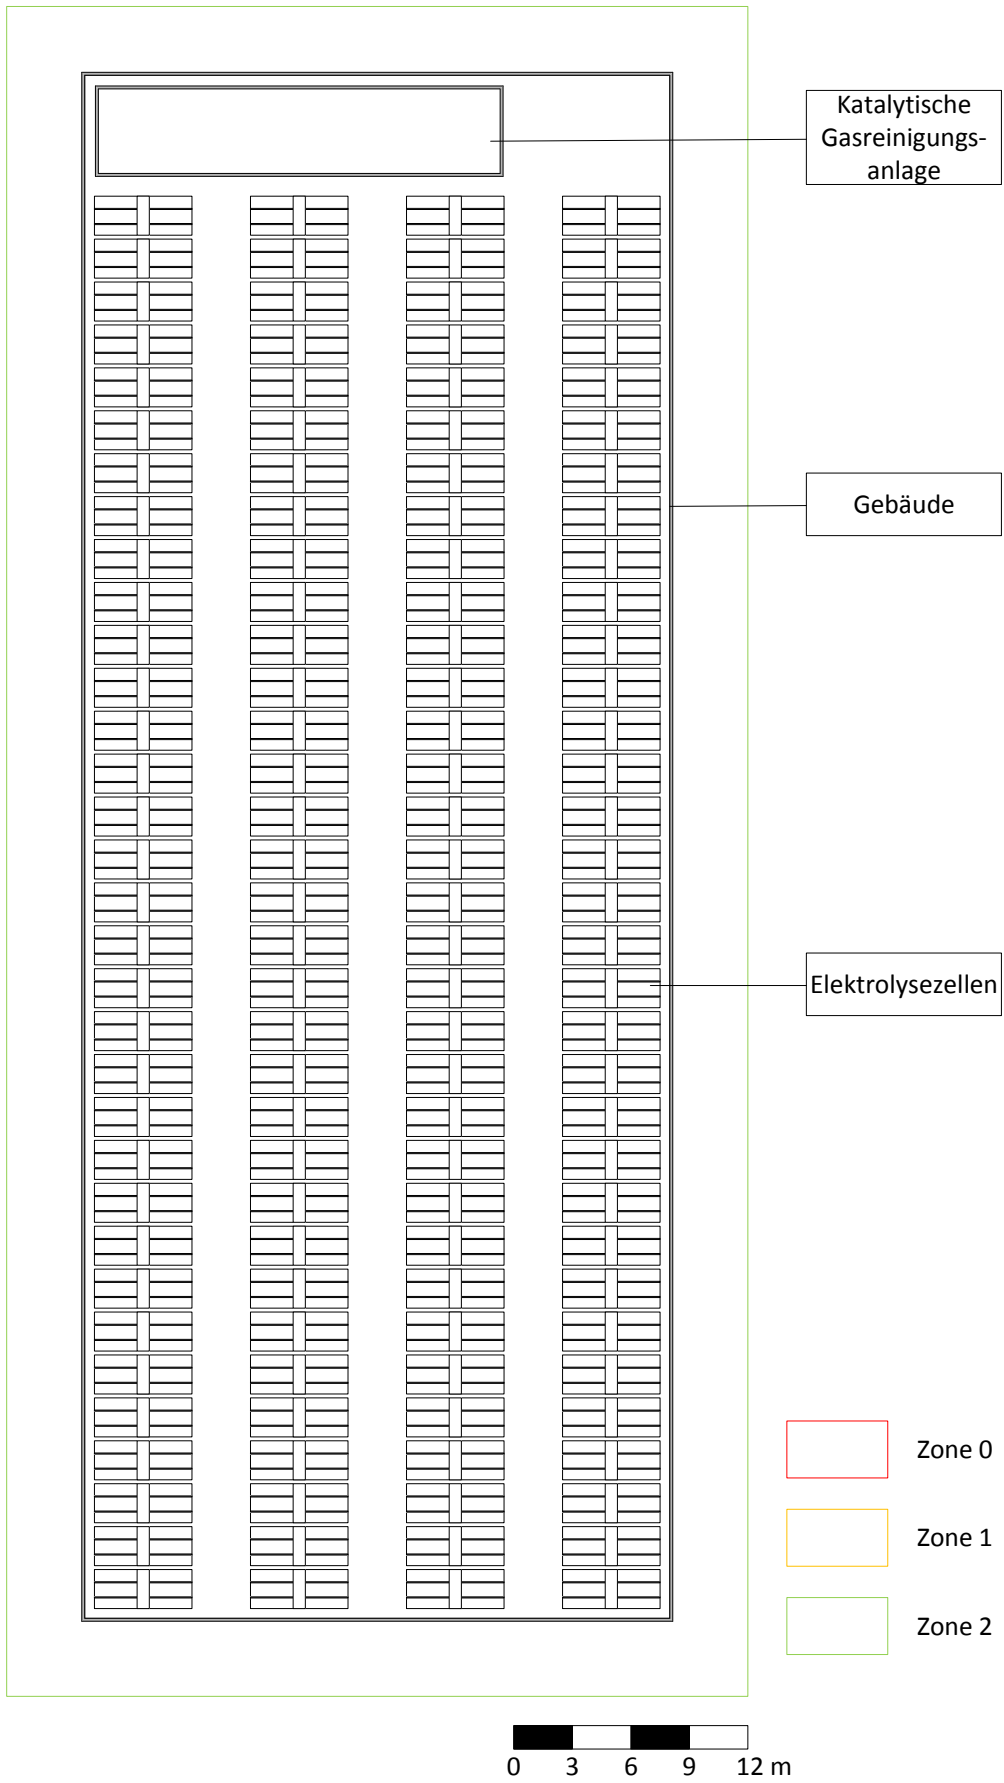 Katalytische
Gasreinigungs-
anlage
Gebäude
Elektrolysezellen
Zone 0
Zone 1
Zone 2
0 3 6 9 12 m